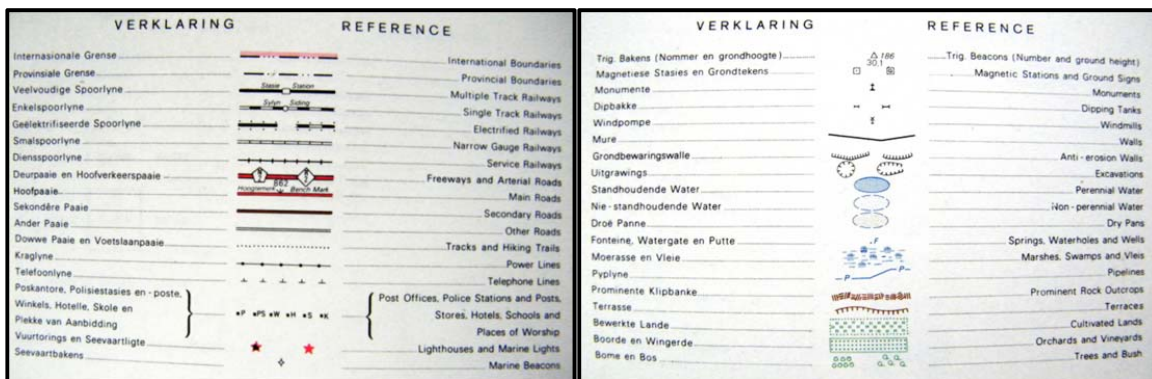 VERKLARING REFERENCE
Internasionale Grense International Boundaries
Provinsiale Grense Provincial Boundaries
Veelvoudige Spoorlyne Stasie Station Multiple Track Railways
Enkelspoorlyne Sylyn Siding Single Track Railways
Geëlektrifiseerde Spoorlyne Electrified Railways
Smalspoorlyne Narrow Gauge Railways
Diensspoorlyne Service Railways
Deurpaaie en Hoofverkeerspaaie Freeways and Arterial Roads
Hoogtemerk 862 Bench Mark
Hoofpaaie Main Roads
Sekondêre Paaie Secondary Roads
Ander Paaie Other Roads
Dowwe Paaie en Voetslaanpaaie Tracks and Hiking Trails
Kraglyne Power Lines
Telefoonlyne Telephone Lines
Poskantore, Polisiestasies en -poste, Post Offices, Police Stations and Posts,
Winkels, Hotelle, Skole en P PS W H S K Stores, Hotels, Schools and
Plekke van Aanbidding Places of Worship
Vuurtorings en Seevaartligte Lighthouses and Marine Lights
Seevaartbakens Marine Beacons
VERKLARING REFERENCE
Trig. Bakens (Nommer en grondhoogte) 186 Trig. Beacons (Number and ground height)
30.1
Magnetiese Stasies en Grondtekens Magnetic Stations and Ground Signs
Monumente Monuments
Dipbakke Dipping Tanks
Windpompe Windmills
Mure Walls
Grondbewaringswalle Anti-erosion Walls
Uitgrawings Excavations
Standhoudende Water Perennial Water
Nie-standhoudende Water Non-perennial Water
Droë Panne Dry Pans
Fonteine, Watergate en Putte F Springs, Waterholes and Wells
Moerasse en Vleie Marshes, Swamps and Vleis
Pyplyne P P Pipelines
Prominente Klipbanke Prominent Rock Outcrops
Terrasse Terraces
Bewerkte Lande Cultivated Lands
Boorde en Wingerde Orchards and Vineyards
Bome en Bos Trees and Bush